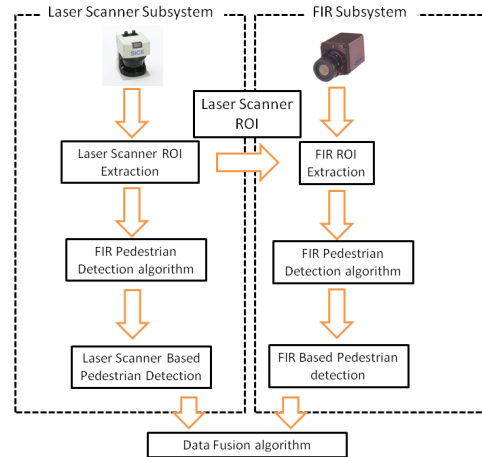 Laser Scanner Subsystem
FIR Subsystem
SICK
Laser Scanner
ROI
Laser Scanner ROI
Extraction
FIR ROI
Extraction
FIR Pedestrian
Detection algorithm
FIR Pedestrian
Detection algorithm
Laser Scanner Based
Pedestrian Detection
FIR Based Pedestrian
detection
Data Fusion algorithm